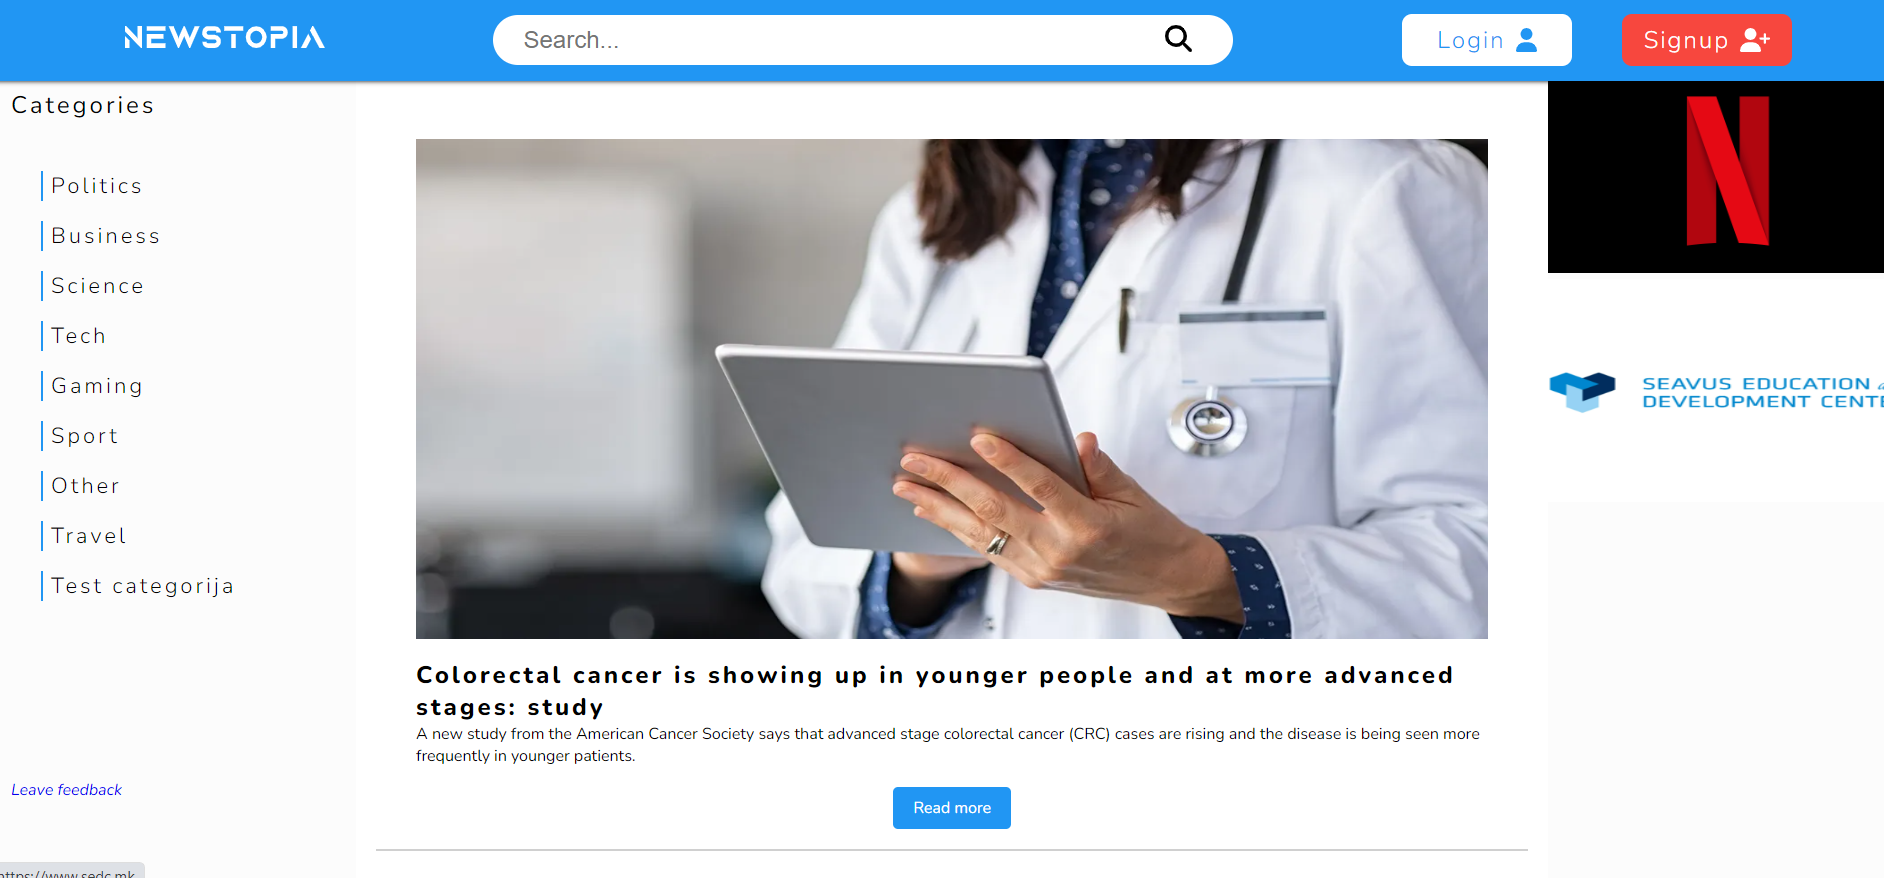 NEWSTOPIA
Search...
Login
Signup
Categories
Politics
Business
Science
Tech
Gaming
Sport
Other
Travel
Test categorija
Leave feedback
https://www.sedc.mk
Colorectal cancer is showing up in younger people and at more advanced
stages: study
A new study from the American Cancer Society says that advanced stage colorectal cancer (CRC) cases are rising and the disease is being seen more
frequently in younger patients.
Read more
N
SEAVUS EDUCATION
DEVELOPMENT CENTE